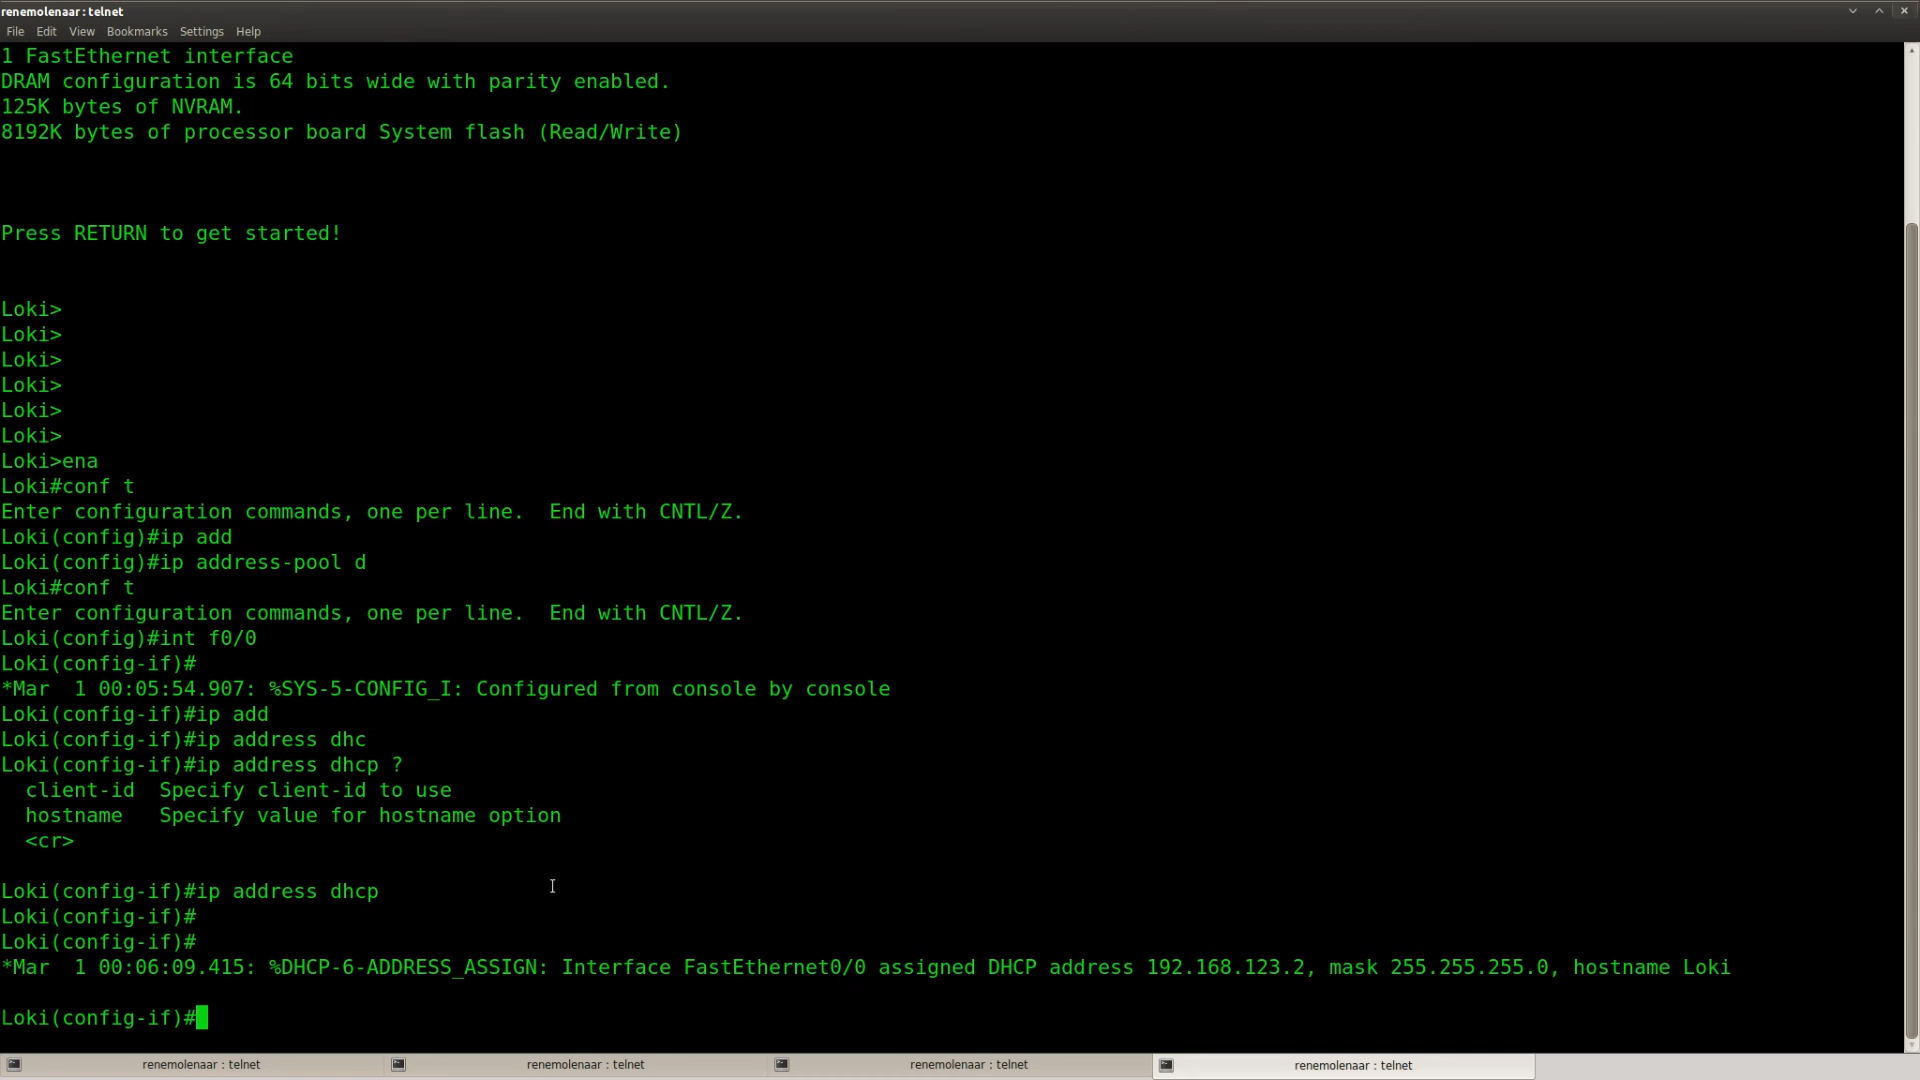 renemolenaar : telnet
File Edit View Bookmarks Settings Help
1 FastEthernet interface
DRAM configuration is 64 bits wide with parity enabled.
125K bytes of NVRAM.
8192K bytes of processor board System flash (Read/Write)
Press RETURN to get started!
Loki>
Loki>
Loki>
Loki>
Loki>
Loki>
Loki>ena
Loki#conf t
Enter configuration commands, one per line.  End with CNTL/Z.
Loki(config)#ip add
Loki(config)#ip address-pool d
Loki#conf t
Enter configuration commands, one per line.  End with CNTL/Z.
Loki(config)#int f0/0
Loki(config-if)#
*Mar  1 00:05:54.907: %SYS-5-CONFIG_I: Configured from console by console
Loki(config-if)#ip add
Loki(config-if)#ip address dhc
Loki(config-if)#ip address dhcp ?
  client-id  Specify client-id to use
  hostname   Specify value for hostname option
  <cr>
Loki(config-if)#ip address dhcp
Loki(config-if)#
Loki(config-if)#
*Mar  1 00:06:09.415: %DHCP-6-ADDRESS_ASSIGN: Interface FastEthernet0/0 assigned DHCP address 192.168.123.2, mask 255.255.255.0, hostname Loki
Loki(config-if)#
renemolenaar : telnet renemolenaar : telnet renemolenaar : telnet renemolenaar : telnet